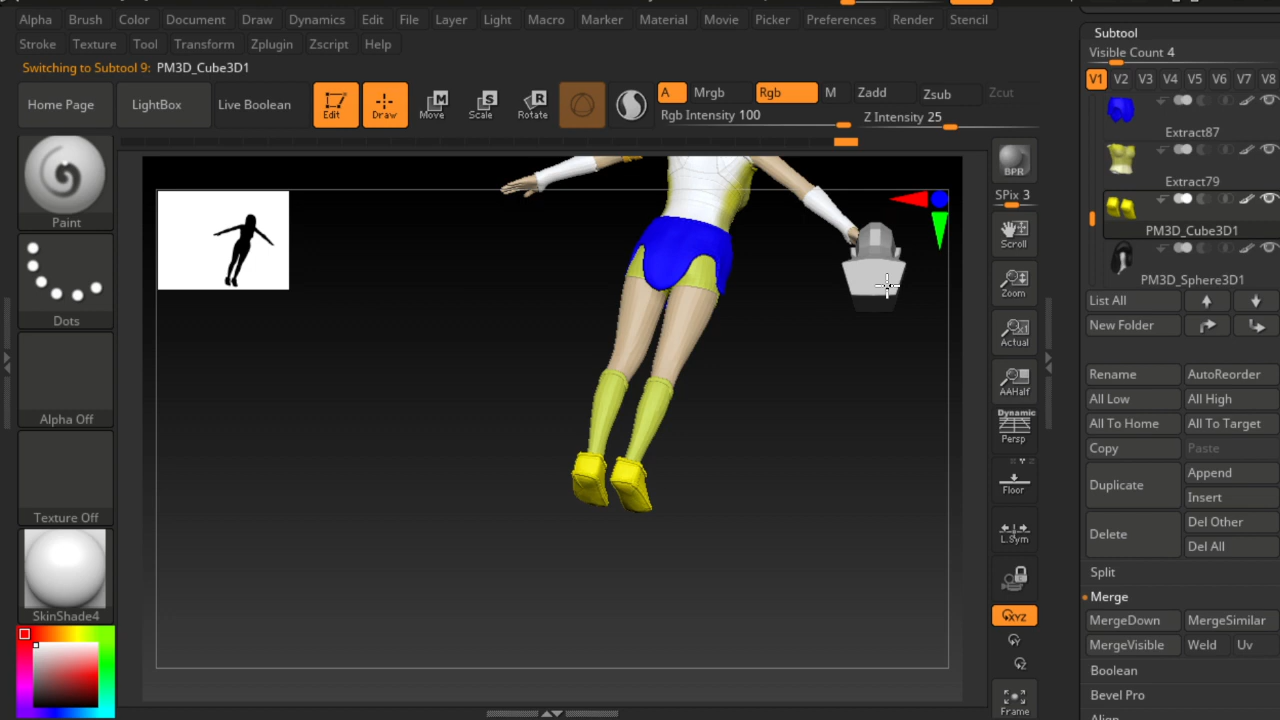 Alpha Brush Color Document Draw Dynamics Edit File Layer Light Macro Marker Material Movie Picker Preferences Render Stencil
Stroke Texture Tool Transform Zplugin Zscript Help
Switching to Subtool 9: PM3D_Cube3D1
Home Page LightBox Live Boolean Edit Draw Move Scale Rotate
A Mrgb Rgb M Zadd Zsub Zcut
Rgb Intensity 100 Z Intensity 25
Paint
Dots
Alpha Off
Texture Off
SkinShade4
BPR
SPix 3
Scroll
Zoom
Actual
AAHalf
Dynamic
Persp
Floor
L.Sym
XYZ
Frame
Subtool
Visible Count 4
V1 V2 V3 V4 V5 V6 V7 V8
Extract87
Extract79
PM3D_Cube3D1
PM3D_Sphere3D1
List All
New Folder
Rename AutoReorder
All Low All High
All To Home All To Target
Copy Paste
Duplicate Append
Insert
Delete Del Other
Del All
Split
Merge
MergeDown MergeSimilar
MergeVisible Weld Uv
Boolean
Bevel Pro
Align